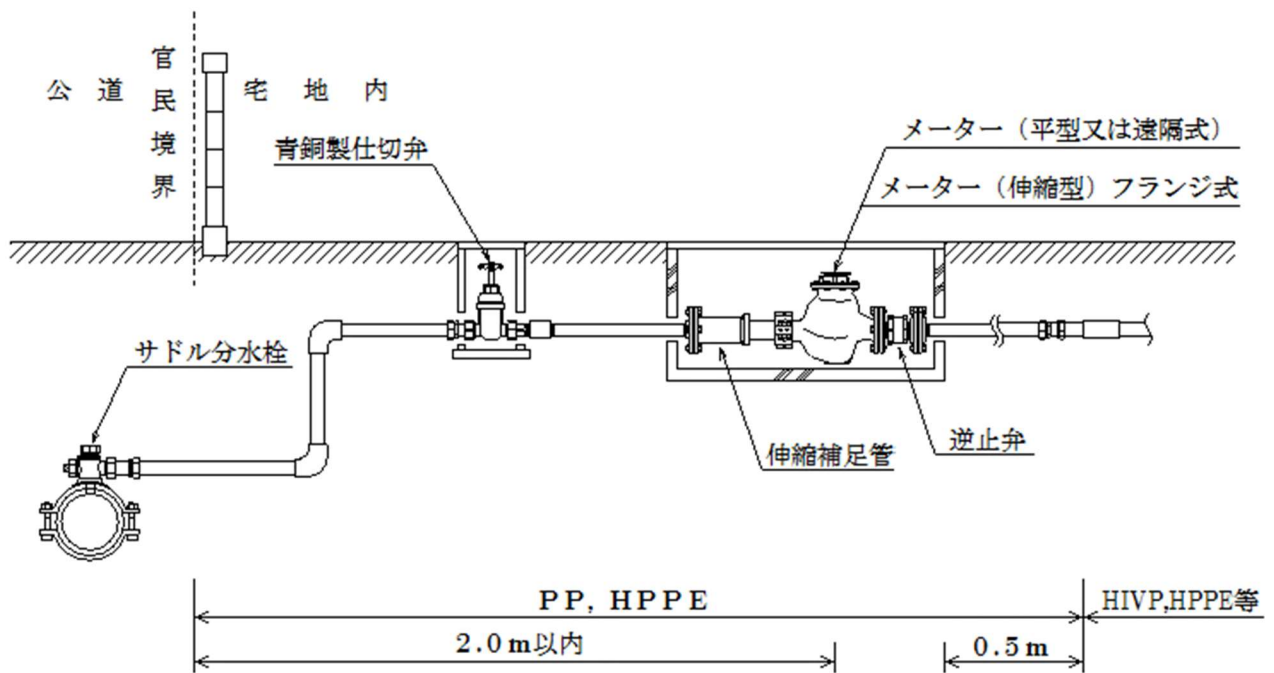 公道
官民境界
宅地内
青銅製仕切弁
メーター（平型又は遠隔式）
メーター（伸縮型）フランジ式
サドル分水栓
伸縮補足管
逆止弁
PP, HPPE
HIVP,HPPE等
2.0m以内
0.5m